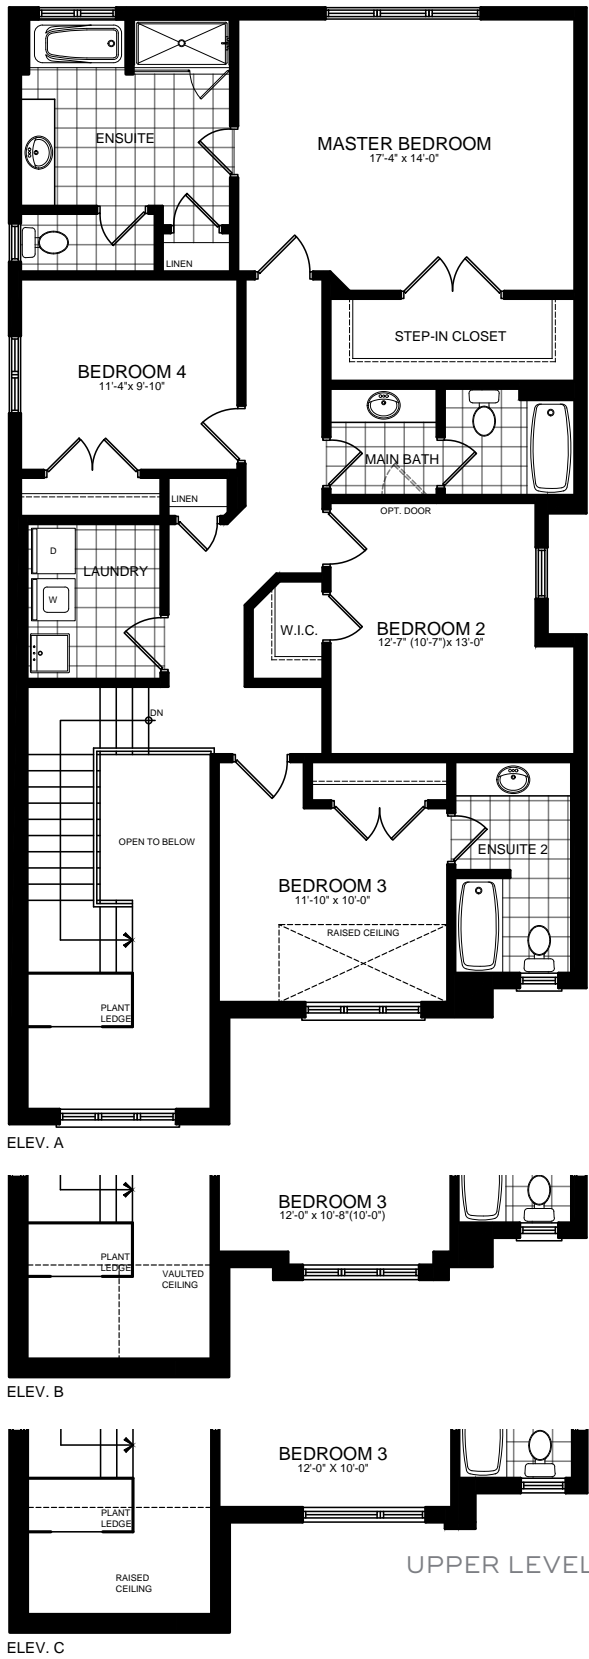 ENSUITE
MASTER BEDROOM
17'-4" x 14'-0"
LINEN
STEP-IN CLOSET
BEDROOM 4
11'-4"x 9'-10"
MAIN BATH
LINEN
OPT. DOOR
D
LAUNDRY
W
W.I.C.
BEDROOM 2
12'-7" (10'-7")x 13'-0"
DN
OPEN TO BELOW
ENSUITE 2
BEDROOM 3
11'-10" x 10'-0"
RAISED CEILING
PLANT
LEDGE
ELEV. A
BEDROOM 3
12'-0" x 10'-8"(10'-0")
PLANT
LEDGE
VAULTED
CEILING
ELEV. B
BEDROOM 3
12'-0" X 10'-0"
PLANT
LEDGE
UPPER LEVEL
RAISED
CEILING
ELEV. C